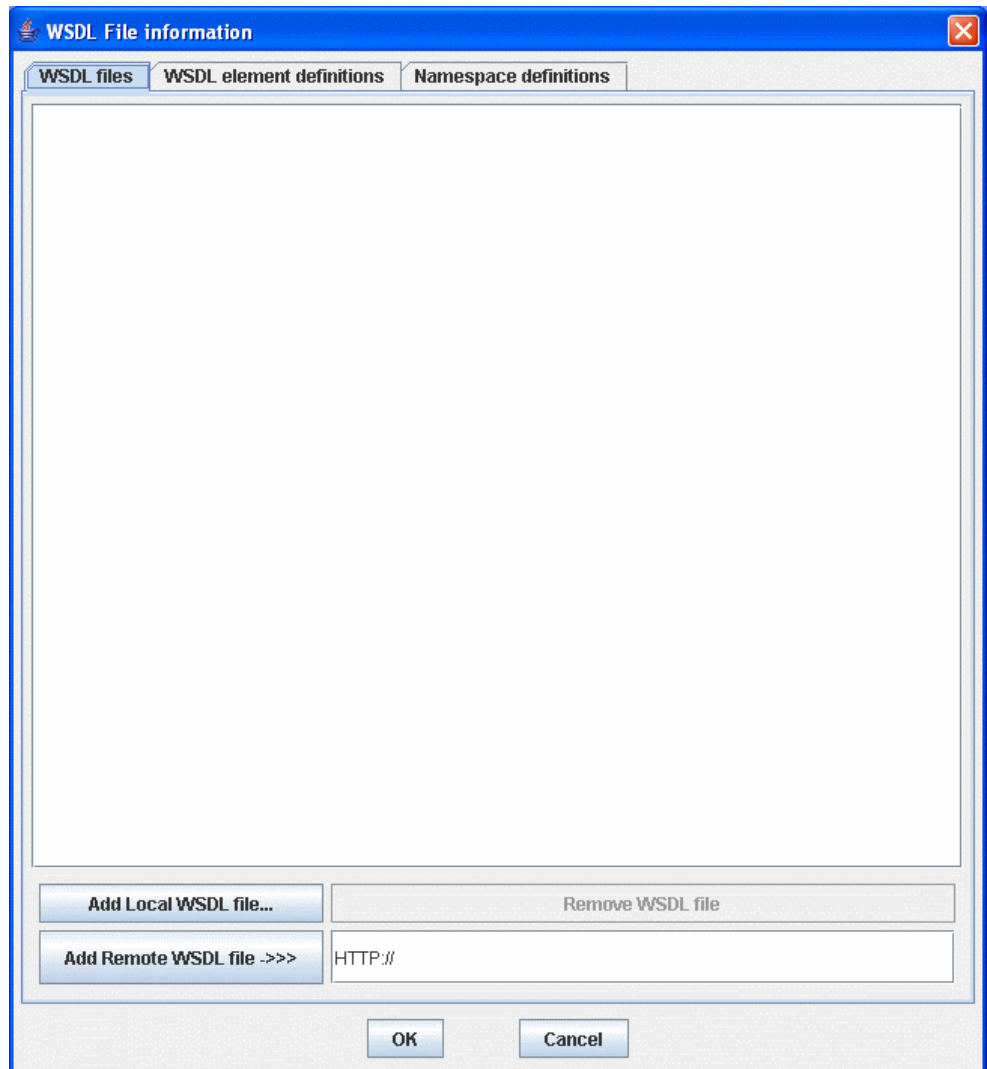 WSDL File information
WSDL files WSDL element definitions Namespace definitions
Add Local WSDL file... Remove WSDL file
Add Remote WSDL file ->>> HTTP://
OK Cancel